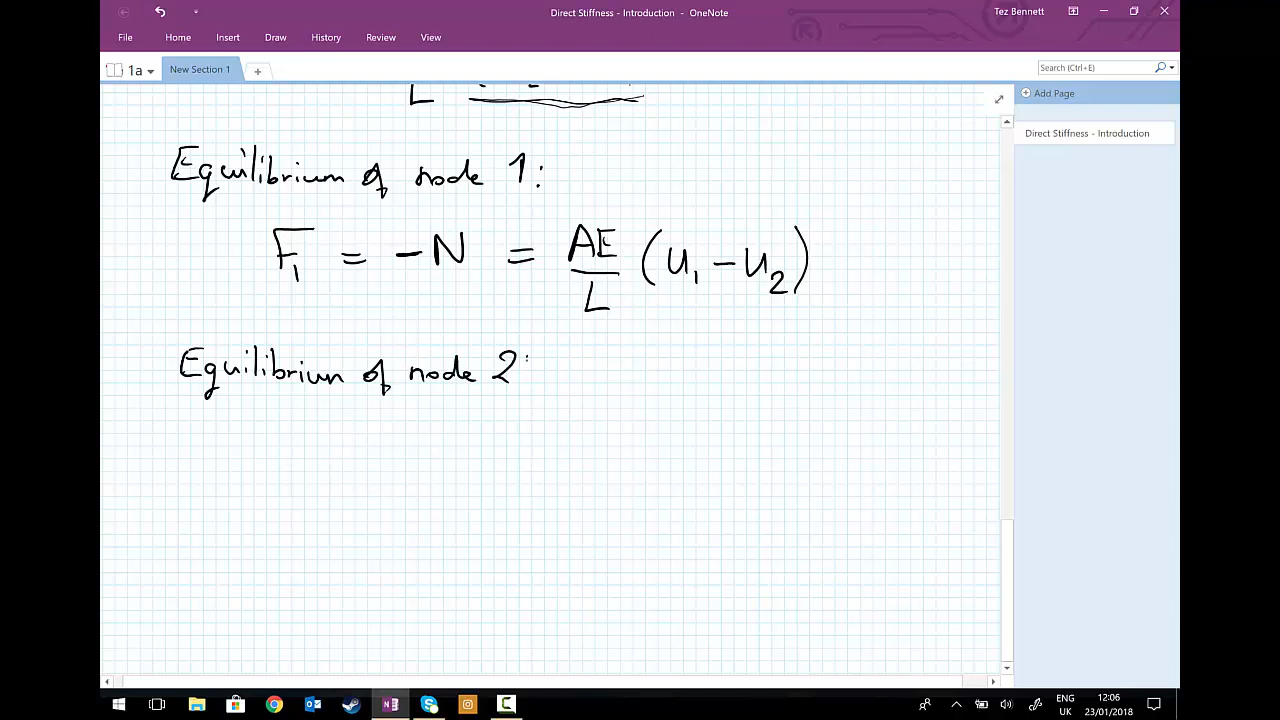 Direct Stiffness - Introduction - OneNote
Tez Bennett
File Home Insert Draw History Review View
1a New Section 1 +
Search (Ctrl+E)
Add Page
Direct Stiffness - Introduction
L
Equilibrium of node 1:
F₁ = -N = AE/L (u₁ - u₂)
Equilibrium of node 2:
ENG
UK
12:06
23/01/2018